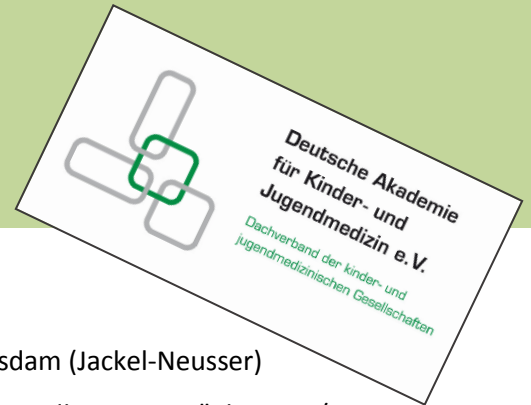 Deutsche Akademie
für Kinder- und
Jugendmedizin e.V.
Dachverband der kinder- und
jugendmedizinischen Gesellschaften
sdam (Jackel-Neusser)